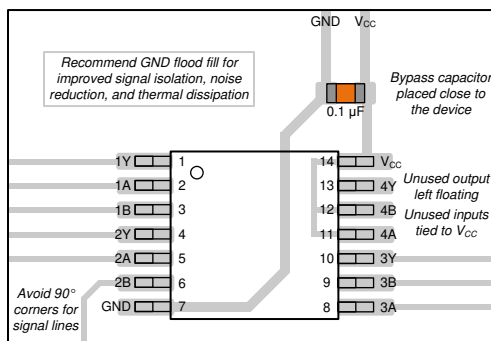 GND VCC
Recommend GND flood fill for
improved signal isolation, noise
reduction, and thermal dissipation
0.1 µF
Bypass capacitor
placed close to
the device
1Y 1 14 VCC
1A 2 13 4Y
1B 3 12 4B
2Y 4 11 4A
2A 5 10 3Y
2B 6 9 3B
GND 7 8 3A
Unused output
left floating
Unused inputs
tied to VCC
Avoid 90°
corners for
signal lines